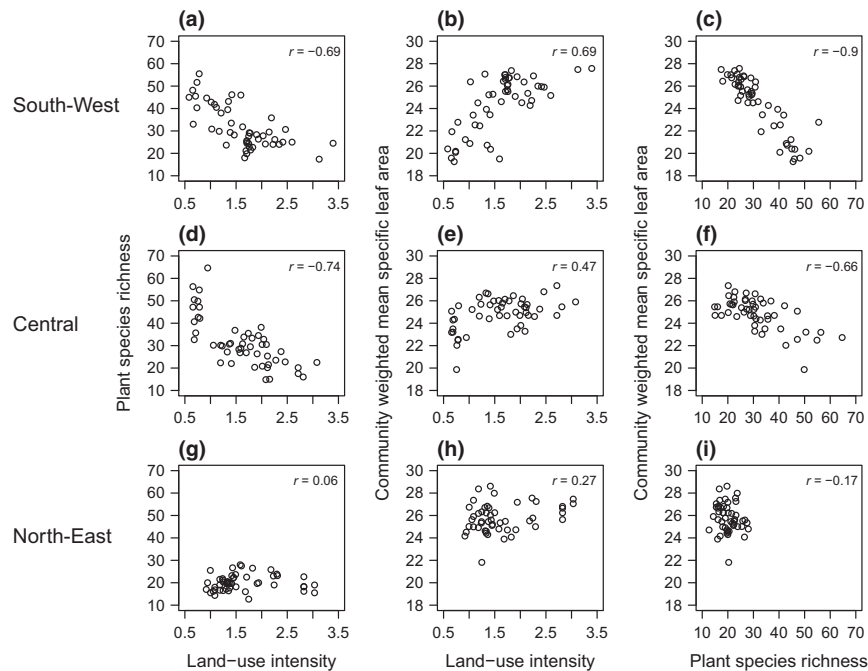 (a) (b) (c)
South-West
r = −0.69
r = 0.69
r = −0.9
70
60
50
40
30
20
10
30
28
26
24
22
20
18
30
28
26
24
22
20
18
0.5 1.5 2.5 3.5
0.5 1.5 2.5 3.5
10 20 30 40 50 60 70
(d) (e) (f)
Central
r = −0.74
r = 0.47
r = −0.66
Plant species richness
Community weighted mean specific leaf area
Community weighted mean specific leaf area
70
60
50
40
30
20
10
30
28
26
24
22
20
18
30
28
26
24
22
20
18
0.5 1.5 2.5 3.5
0.5 1.5 2.5 3.5
10 20 30 40 50 60 70
(g) (h) (i)
North-East
r = 0.06
r = 0.27
r = −0.17
70
60
50
40
30
20
10
30
28
26
24
22
20
18
30
28
26
24
22
20
18
0.5 1.5 2.5 3.5
0.5 1.5 2.5 3.5
10 20 30 40 50 60 70
Land−use intensity
Land−use intensity
Plant species richness